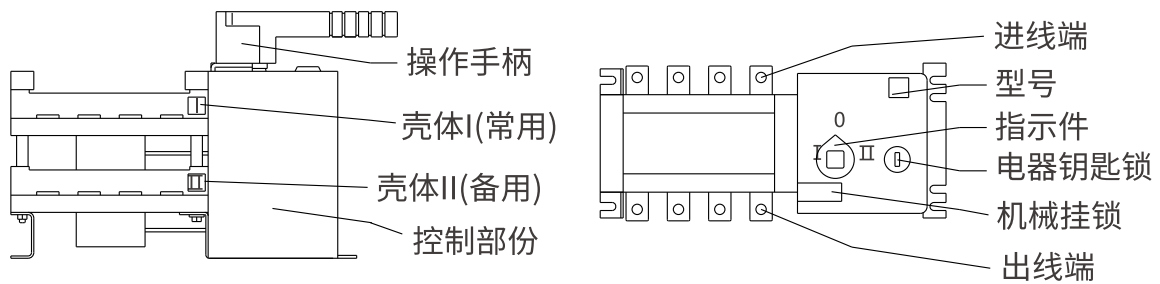 操作手柄
壳体I(常用)
壳体II(备用)
控制部份
进线端
型号
指示件
电器钥匙锁
机械挂锁
出线端
O
I
II